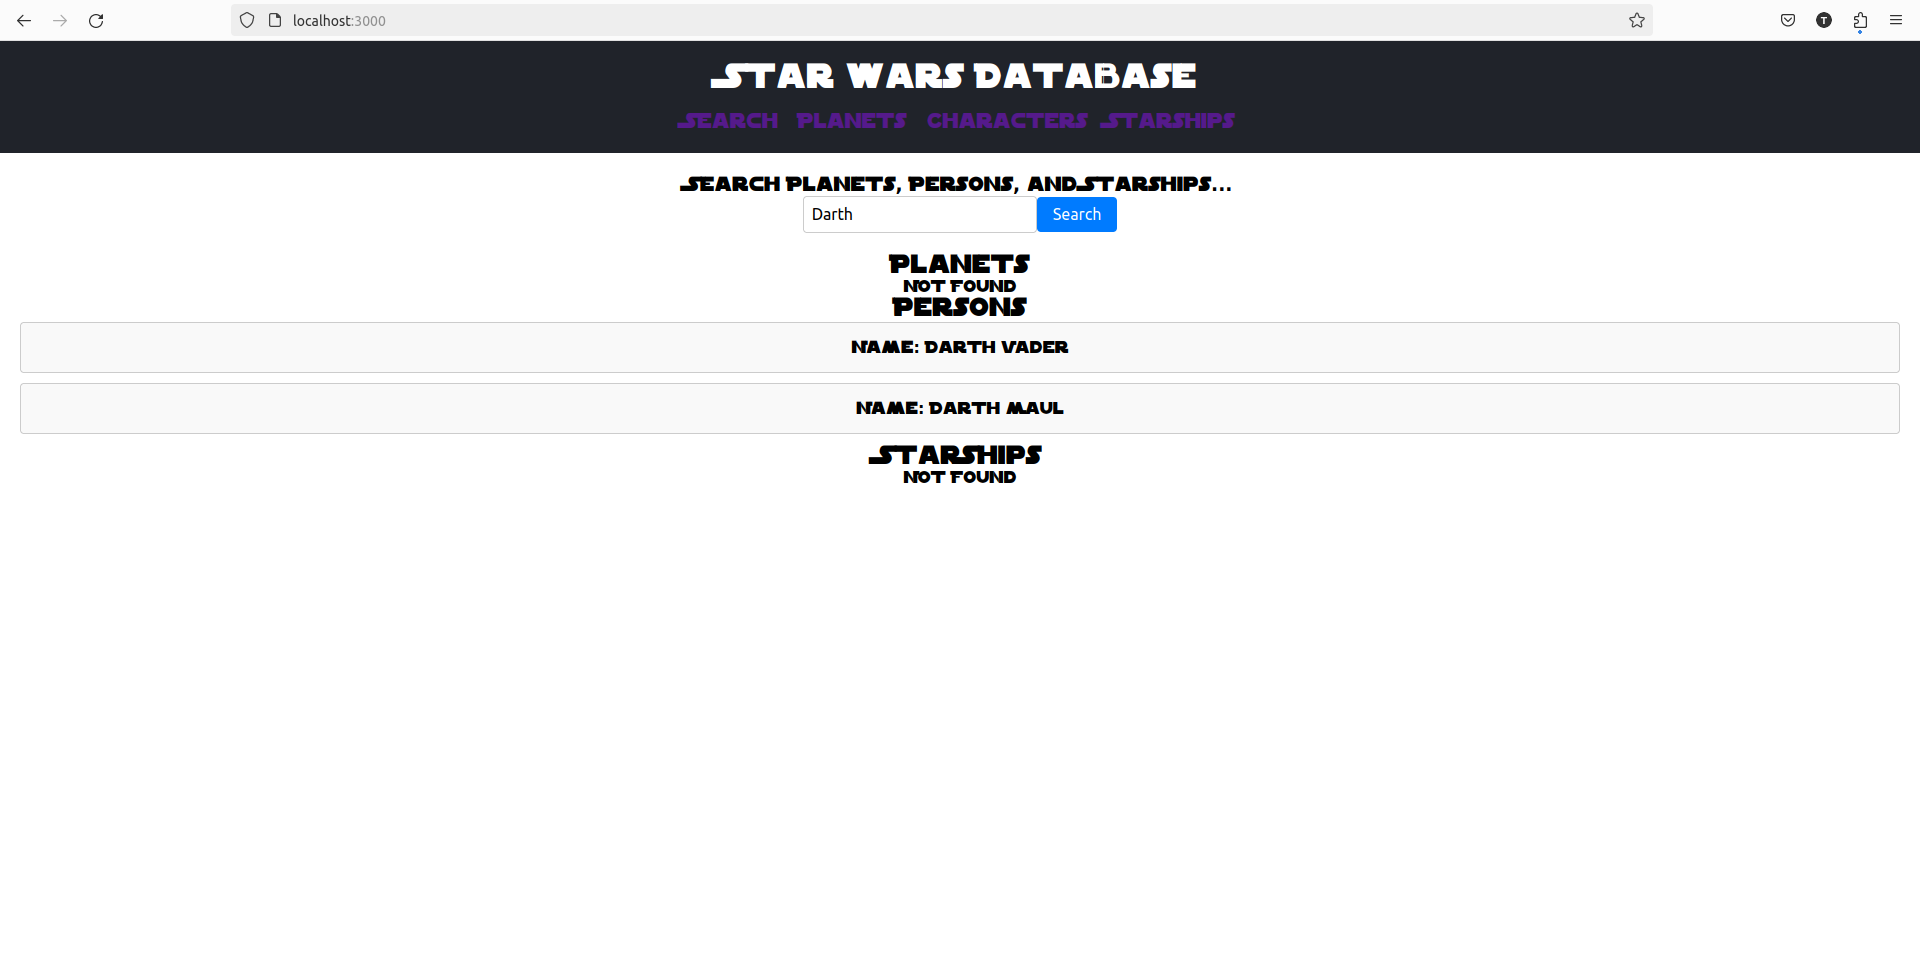 localhost:3000
Star Wars Database
Search Planets Characters Starships
Search Planets, Persons, and Starships...
Darth Search
Planets
Not Found
Persons
Name: Darth Vader
Name: Darth Maul
Starships
Not Found